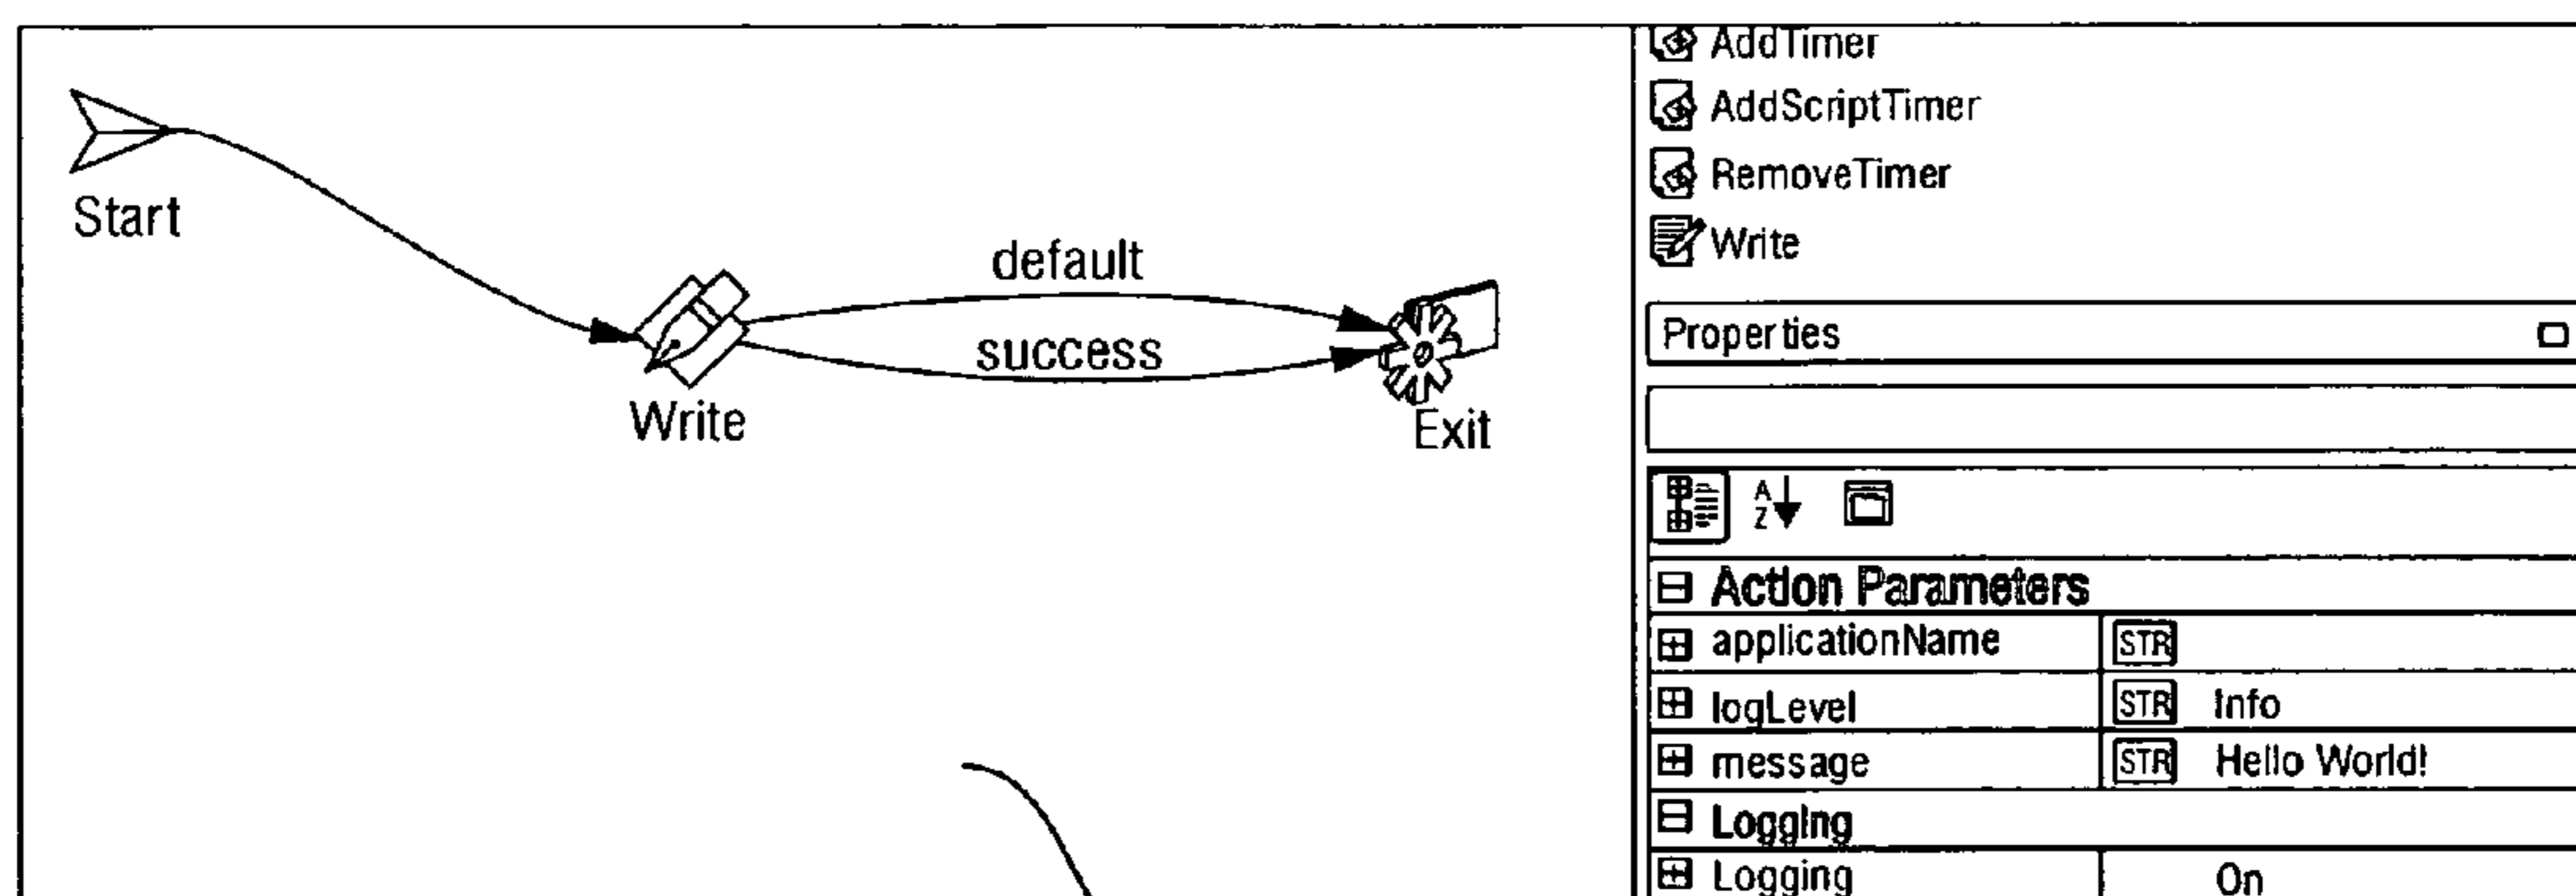 Start
default
success
Write
Exit
AddTimer
AddScriptTimer
RemoveTimer
Write
Properties
A
Z
Action Parameters
applicationName STR
logLevel STR Info
message STR Hello World!
Logging
Logging On